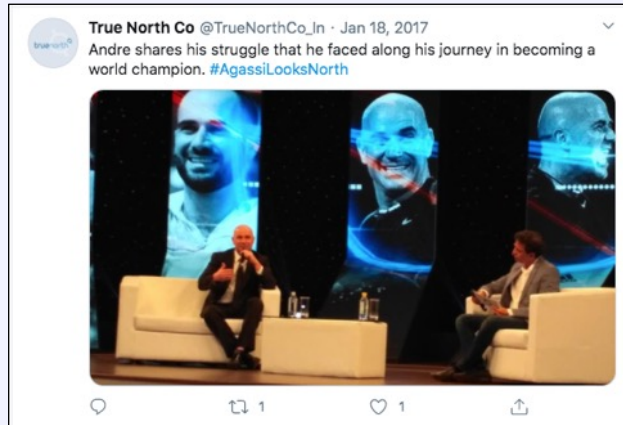 True North Co @TrueNorthCo_In · Jan 18, 2017
truenorth
Andre shares his struggle that he faced along his journey in becoming a
world champion. #AgassiLooksNorth
1
1